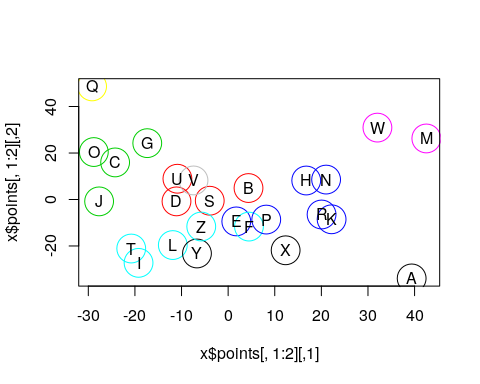 Q
W
M
G
O
C
U
V
H
N
B
J
D
S
R
K
E
F
P
Z
T
L
I
Y
X
A
-20
0
20
40
-30
-20
-10
0
10
20
30
40
x$points[, 1:2][,2]
x$points[, 1:2][,1]